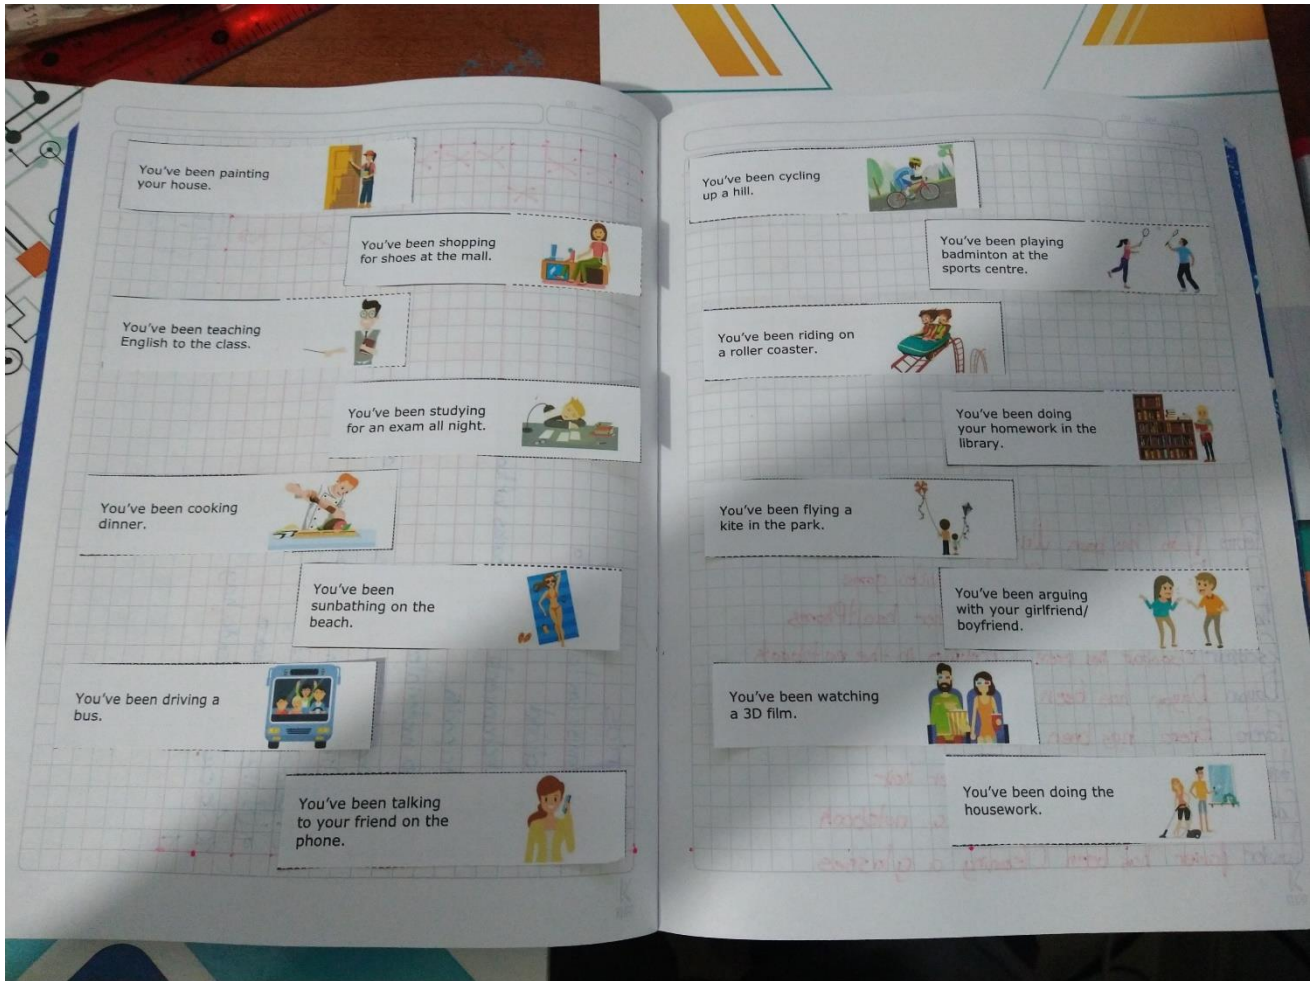 You've been painting
your house.
You've been shopping
for shoes at the mall.
You've been teaching
English to the class.
You've been studying
for an exam all night.
You've been cooking
dinner.
You've been
sunbathing on the
beach.
You've been driving a
bus.
You've been talking
to your friend on the
phone.
You've been cycling
up a hill.
You've been playing
badminton at the
sports centre.
You've been riding on
a roller coaster.
You've been doing
your homework in the
library.
You've been flying a
kite in the park.
You've been arguing
with your girlfriend/
boyfriend.
You've been watching
a 3D film.
You've been doing the
housework.